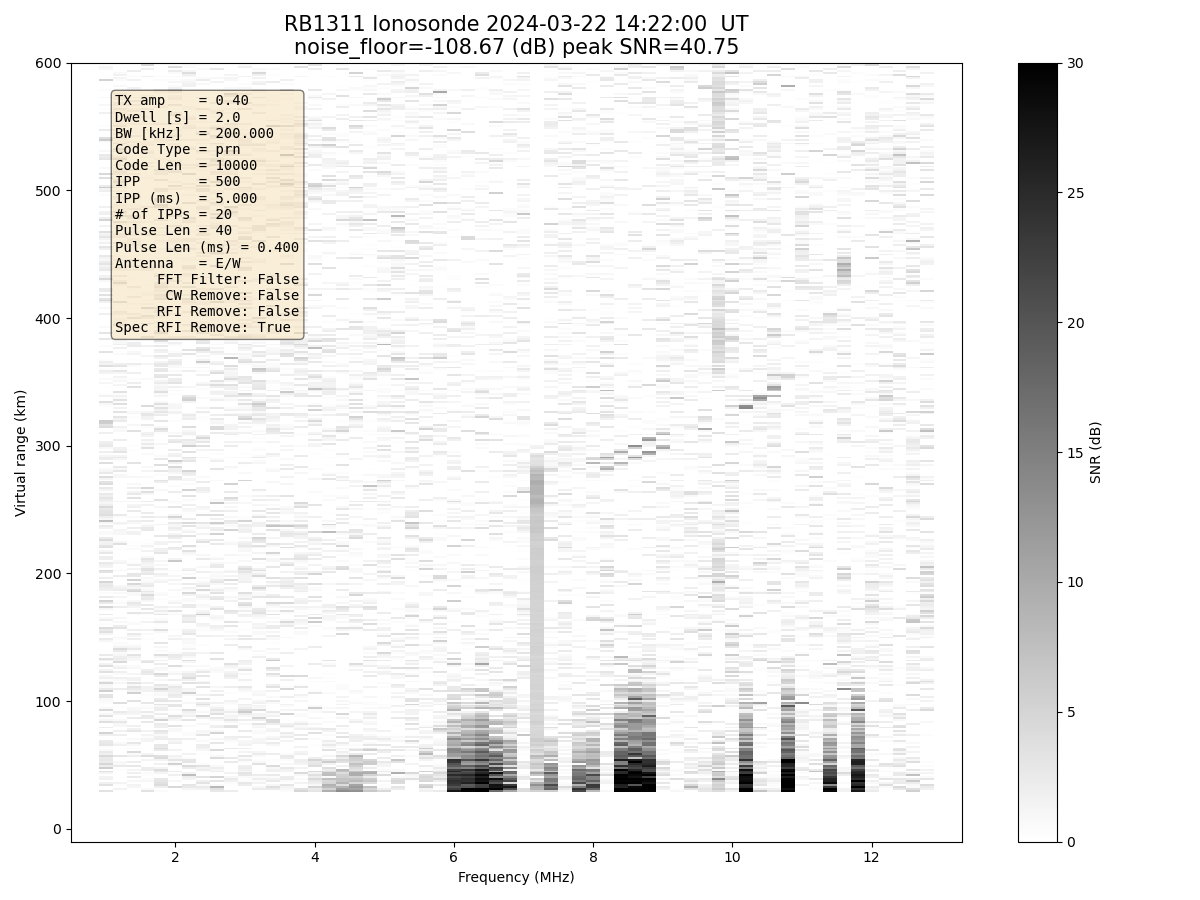 RB1311 Ionosonde 2024-03-22 14:22:00 UT
noise_floor=-108.67 (dB) peak SNR=40.75
600
500
400
300
200
100
0
Virtual range (km)
TX amp = 0.40
Dwell [s] = 2.0
BW [kHz] = 200.000
Code Type = prn
Code Len = 10000
IPP = 500
IPP (ms) = 5.000
# of IPPs = 20
Pulse Len = 40
Pulse Len (ms) = 0.400
Antenna = E/W
FFT Filter: False
CW Remove: False
RFI Remove: False
Spec RFI Remove: True
2 4 6 8 10 12
Frequency (MHz)
30
25
20
15
10
5
0
SNR (dB)